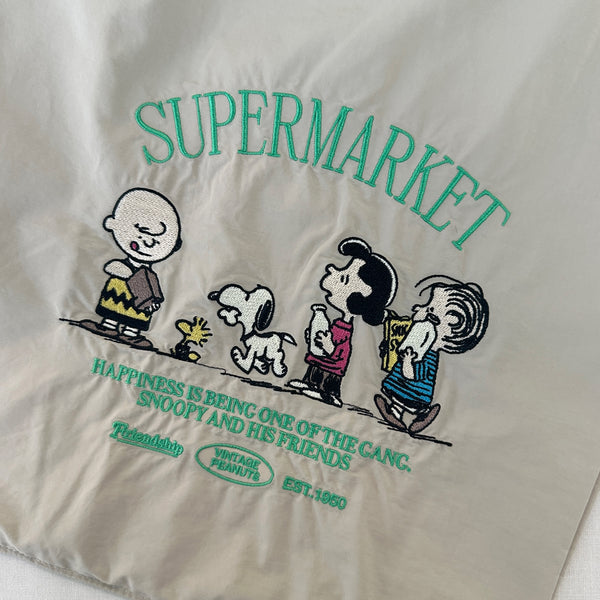 SUPERMARKET
HAPPINESS IS BEING ONE OF THE GANG.
SNOOPY AND HIS FRIENDS
Friendship
VINTAGE
PEANUTS
EST.1950